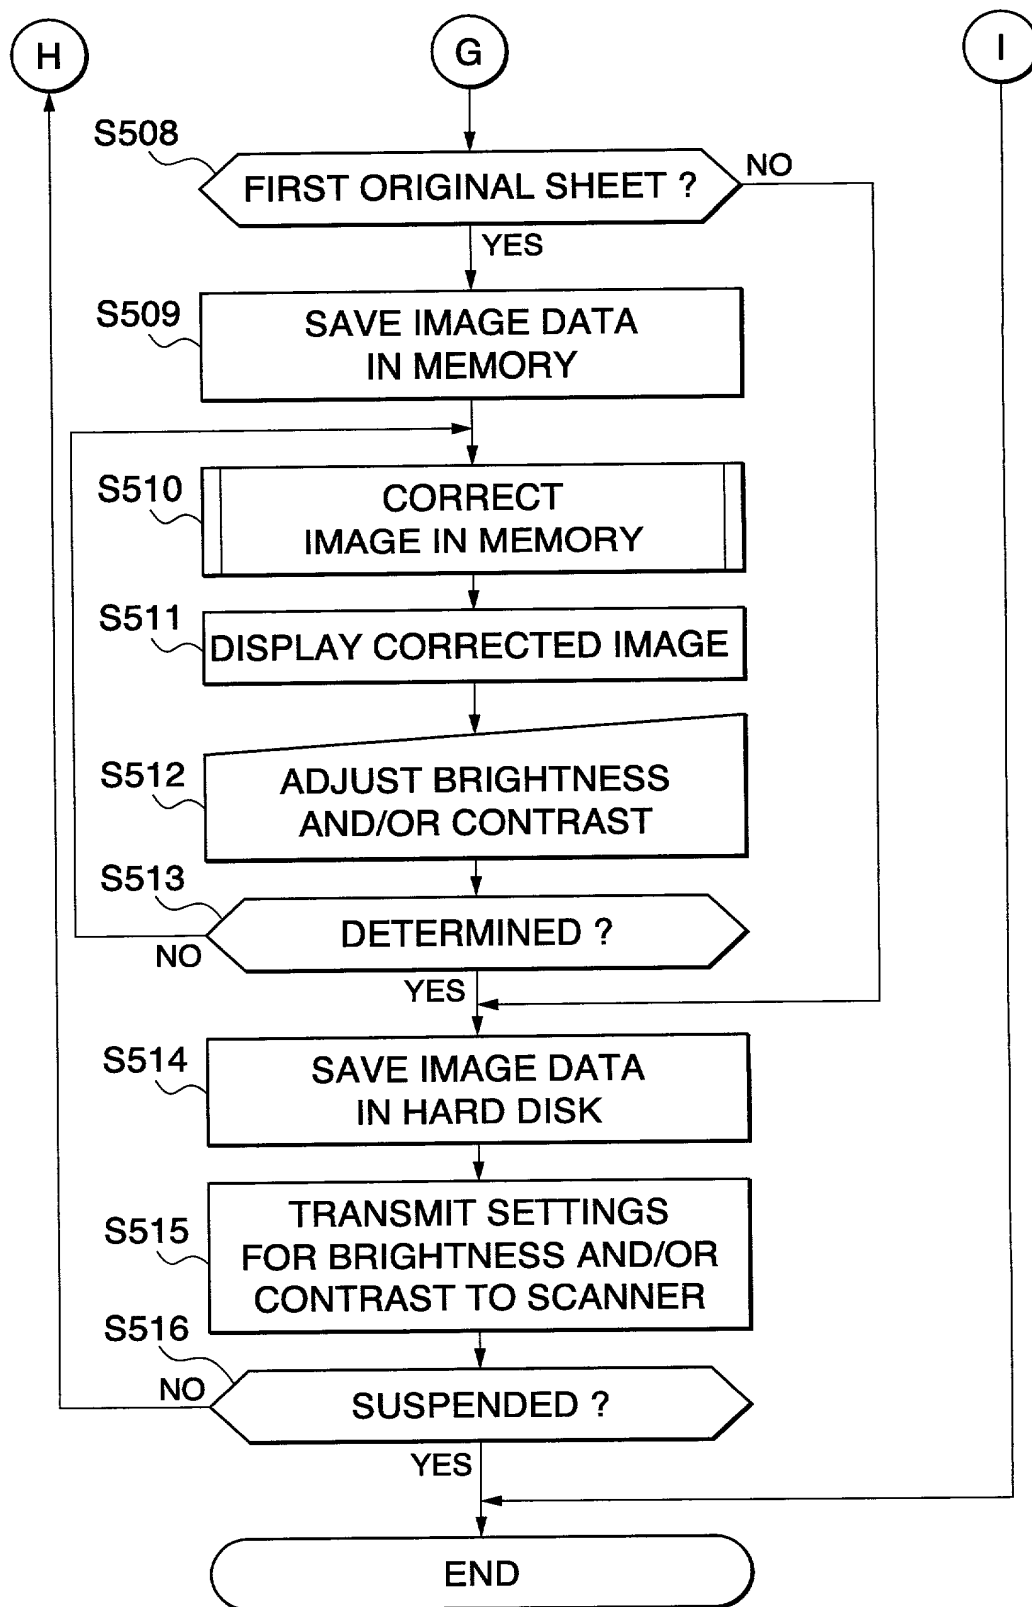 H
G
I
S508
FIRST ORIGINAL SHEET ?
NO
YES
S509
SAVE IMAGE DATA
IN MEMORY
S510
CORRECT
IMAGE IN MEMORY
S511
DISPLAY CORRECTED IMAGE
S512
ADJUST BRIGHTNESS
AND/OR CONTRAST
S513
DETERMINED ?
NO
YES
S514
SAVE IMAGE DATA
IN HARD DISK
S515
TRANSMIT SETTINGS
FOR BRIGHTNESS AND/OR
CONTRAST TO SCANNER
S516
NO
SUSPENDED ?
YES
END